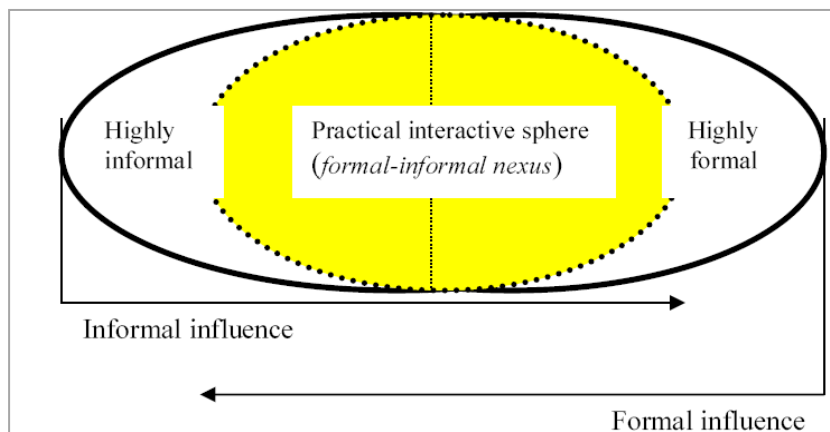 Highly
informal
Practical interactive sphere
(formal-informal nexus)
Highly
formal
Informal influence
Formal influence